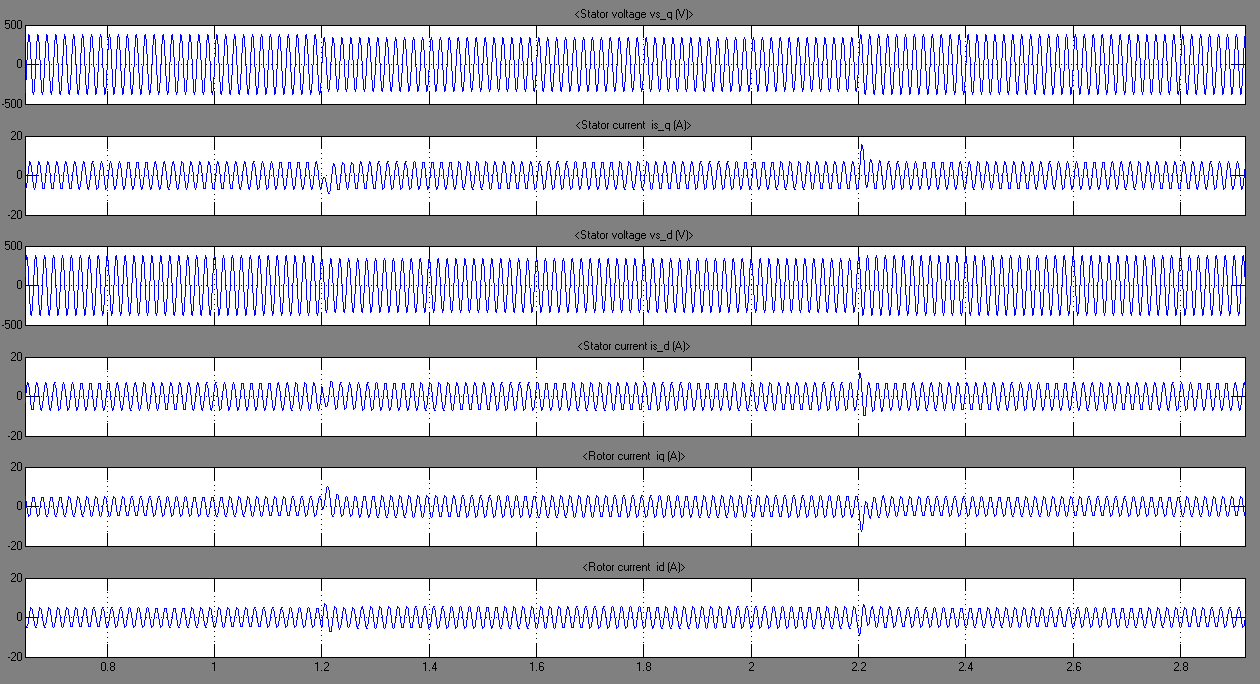 <Stator voltage vs_q (V)>
500
0
-500
<Stator current is_q (A)>
20
0
-20
<Stator voltage vs_d (V)>
500
0
-500
<Stator current is_d (A)>
20
0
-20
<Rotor current iq (A)>
20
0
-20
<Rotor current id (A)>
20
0
-20
0.8 1 1.2 1.4 1.6 1.8 2 2.2 2.4 2.6 2.8